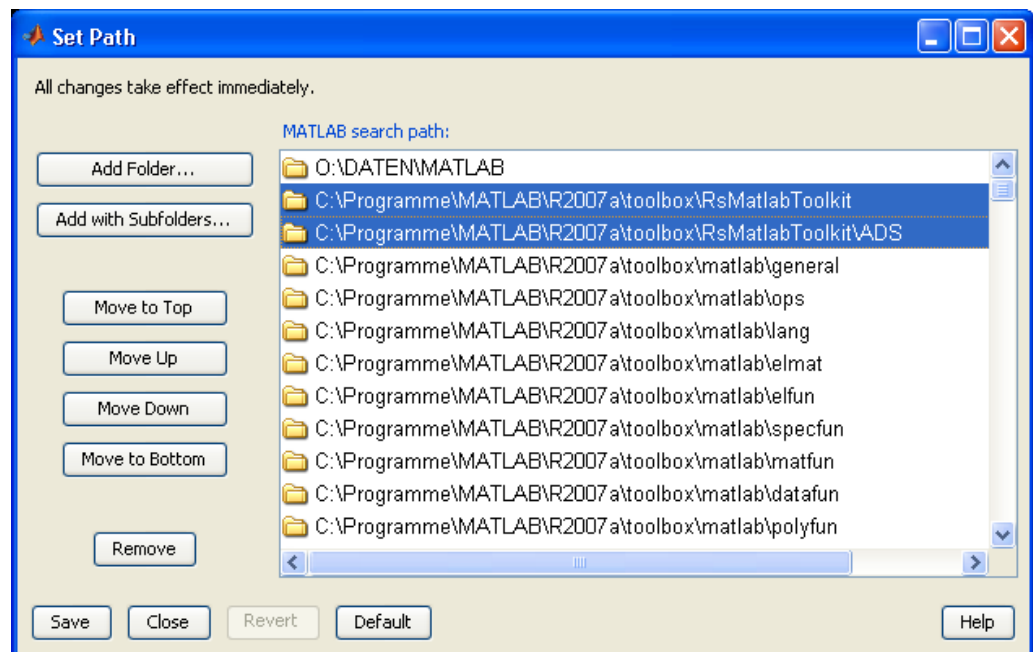 Set Path
All changes take effect immediately.
MATLAB search path:
Add Folder...
Add with Subfolders...
Move to Top
Move Up
Move Down
Move to Bottom
Remove
O:\DATEN\MATLAB
C:\Programme\MATLAB\R2007a\toolbox\RsMatlabToolkit
C:\Programme\MATLAB\R2007a\toolbox\RsMatlabToolkit\ADS
C:\Programme\MATLAB\R2007a\toolbox\matlab\general
C:\Programme\MATLAB\R2007a\toolbox\matlab\ops
C:\Programme\MATLAB\R2007a\toolbox\matlab\lang
C:\Programme\MATLAB\R2007a\toolbox\matlab\elmat
C:\Programme\MATLAB\R2007a\toolbox\matlab\elfun
C:\Programme\MATLAB\R2007a\toolbox\matlab\specfun
C:\Programme\MATLAB\R2007a\toolbox\matlab\matfun
C:\Programme\MATLAB\R2007a\toolbox\matlab\datafun
C:\Programme\MATLAB\R2007a\toolbox\matlab\polyfun
Save
Close
Revert
Default
Help